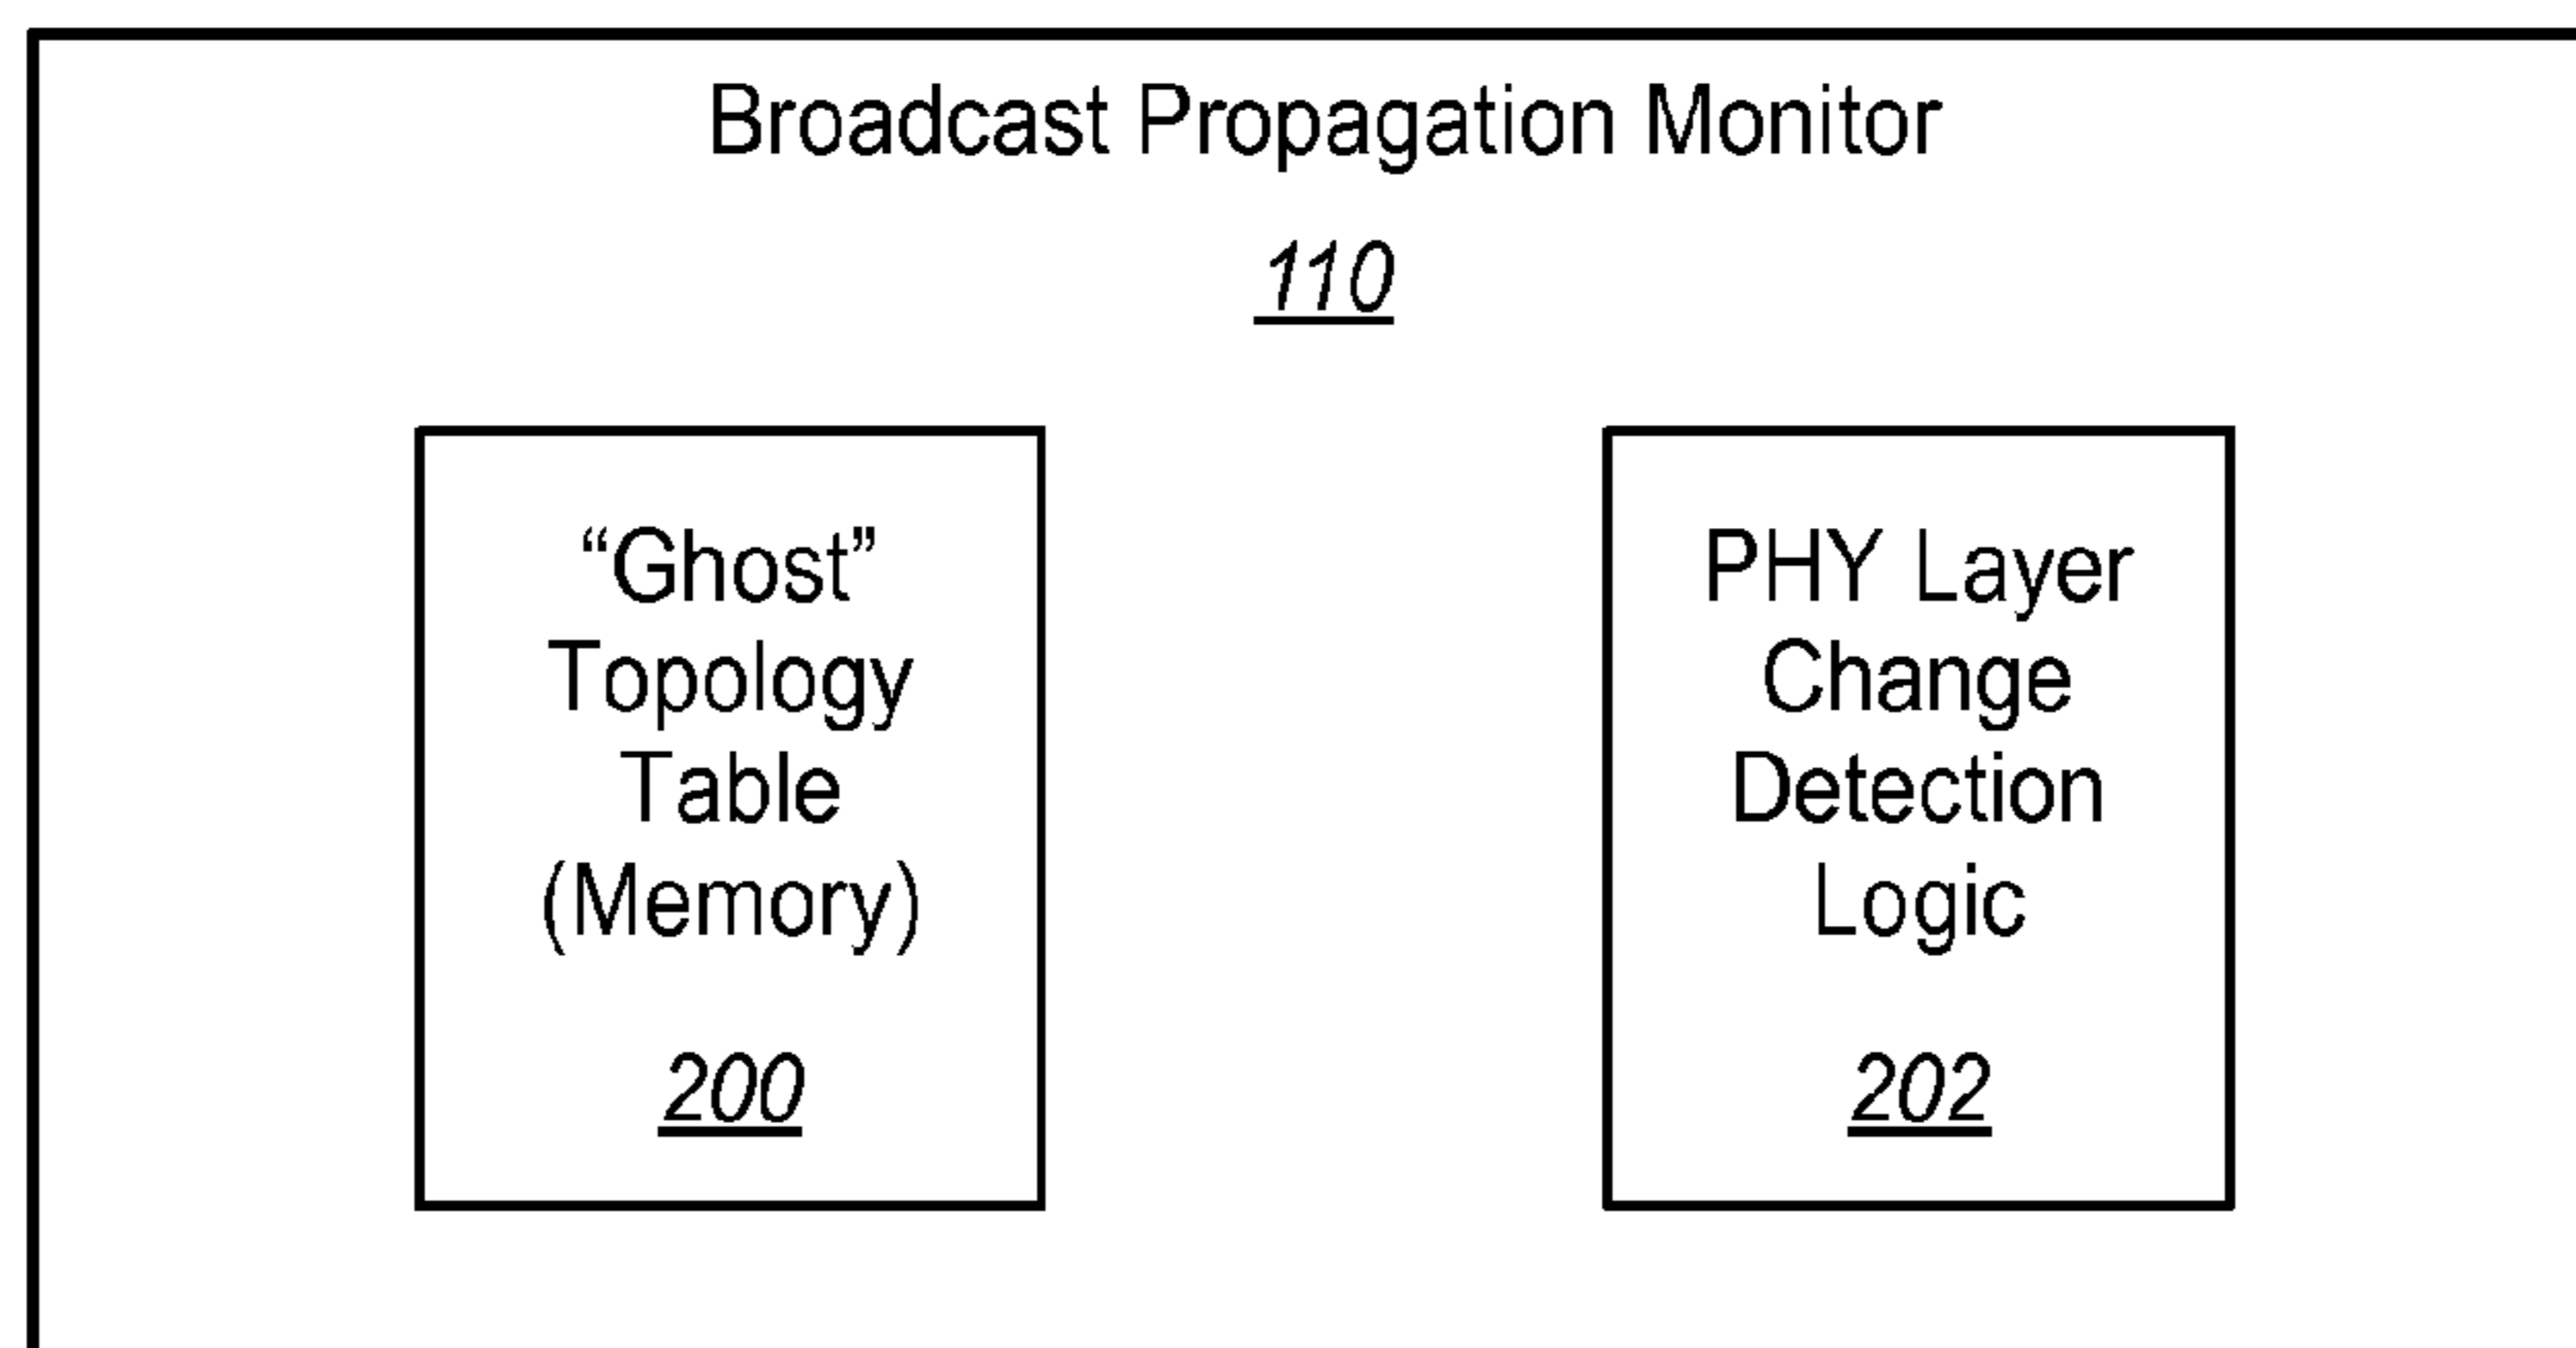 Broadcast Propagation Monitor
110
“Ghost”
Topology
Table
(Memory)
200
PHY Layer
Change
Detection
Logic
202